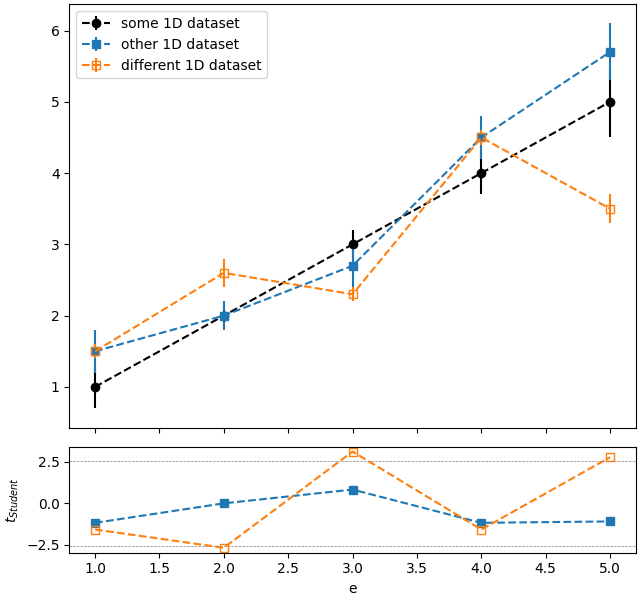 some 1D dataset
other 1D dataset
different 1D dataset
6
5
4
3
2
1
2.5
0.0
−2.5
t_Student
1.0 1.5 2.0 2.5 3.0 3.5 4.0 4.5 5.0
e